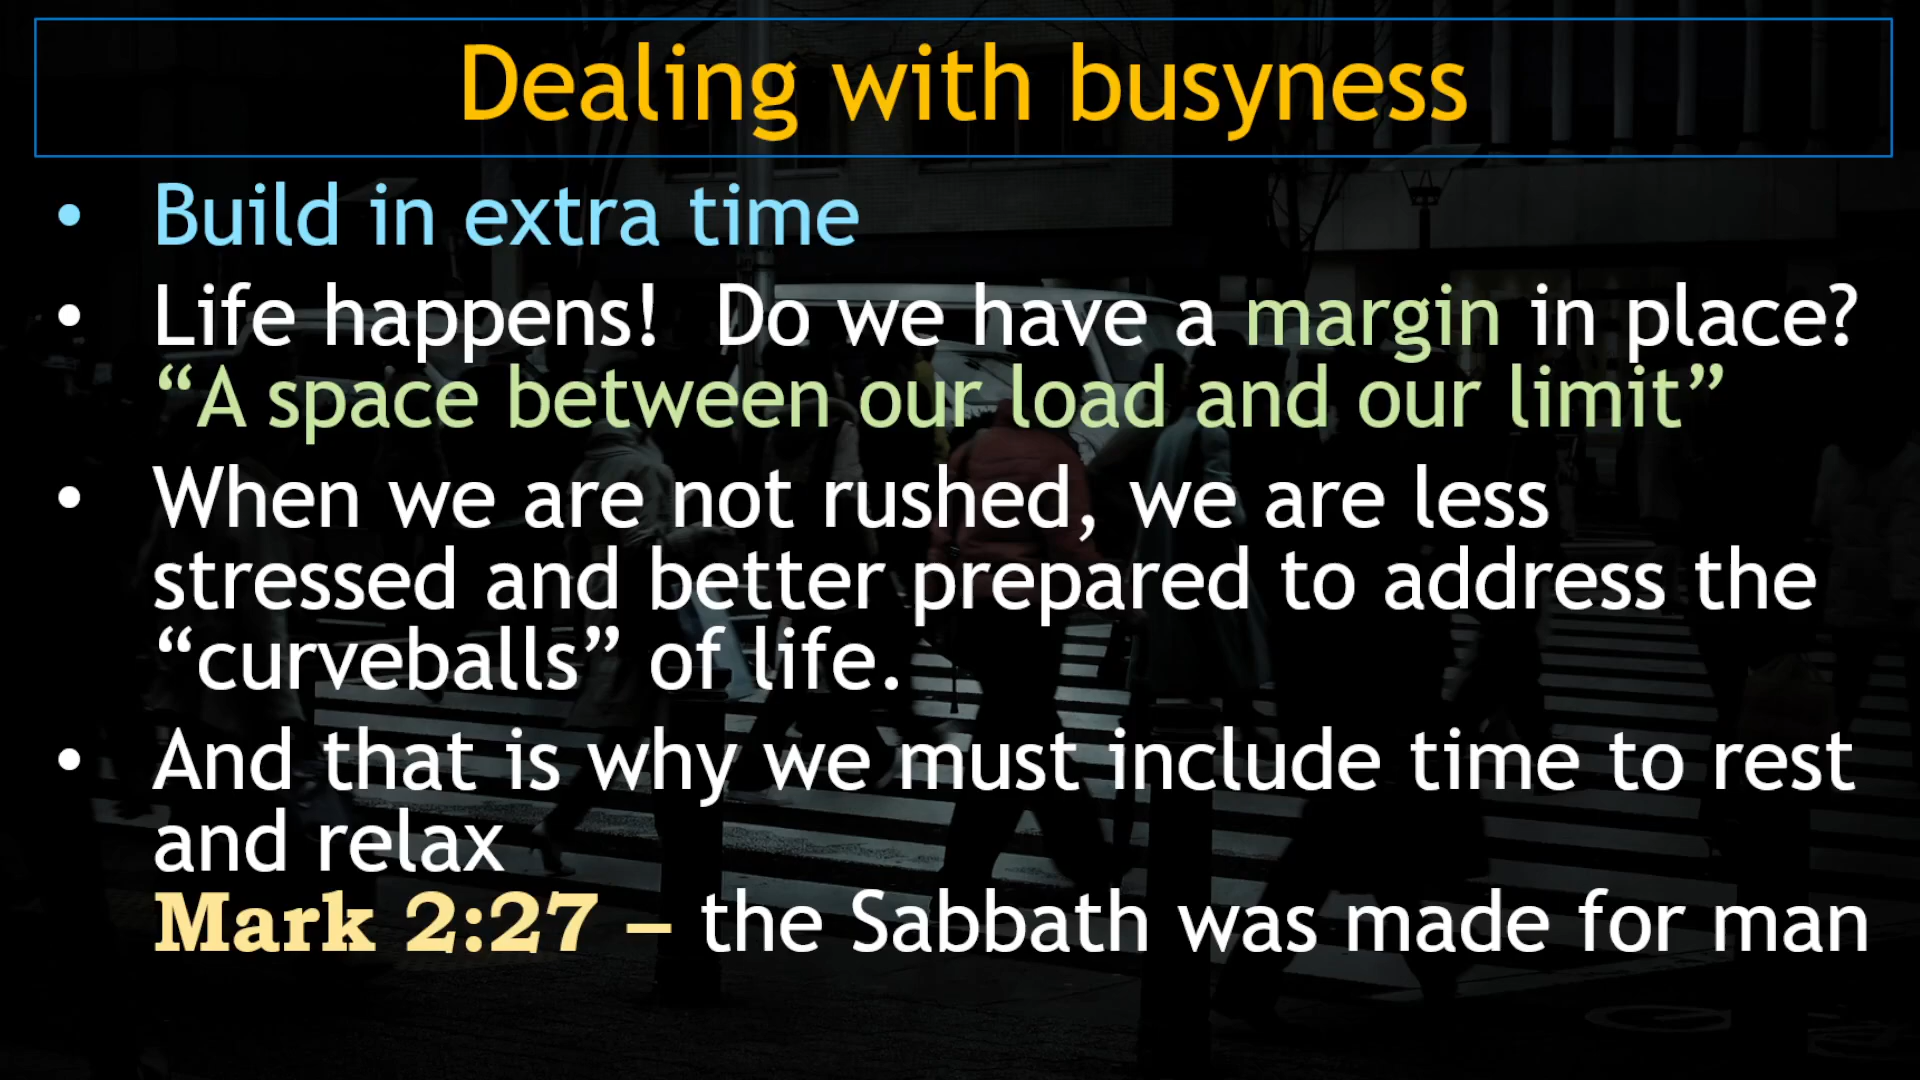 Dealing with busyness
• Build in extra time
• Life happens!  Do we have a margin in place?
“A space between our load and our limit”
• When we are not rushed, we are less
stressed and better prepared to address the
“curveballs” of life.
• And that is why we must include time to rest
and relax
Mark 2:27 – the Sabbath was made for man